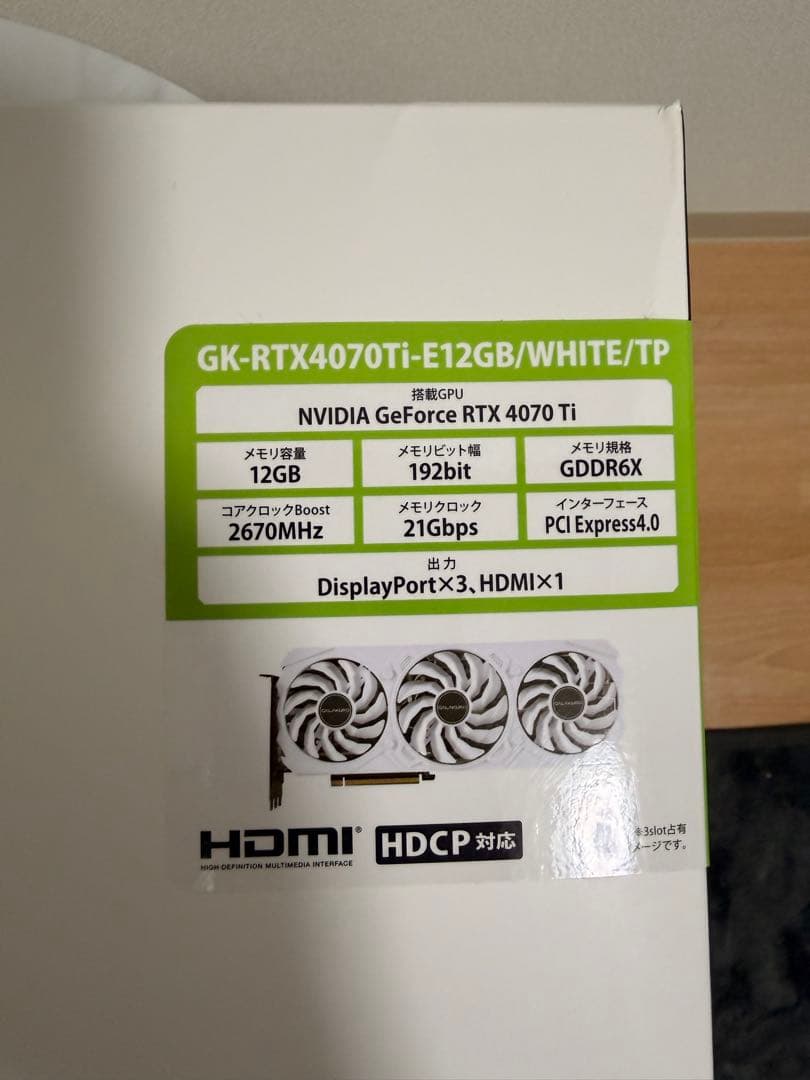 GK-RTX4070Ti-E12GB/WHITE/TP
搭載GPU
NVIDIA GeForce RTX 4070 Ti
メモリ容量
12GB
メモリビット幅
192bit
メモリ規格
GDDR6X
コアクロックBoost
2670MHz
メモリクロック
21Gbps
インターフェース
PCI Express4.0
出力
DisplayPort×3、HDMI×1
GALAKURO
GALAKURO
GALAKURO
HDMI®
HIGH-DEFINITION MULTIMEDIA INTERFACE
HDCP 対応
※3slot占有
メージです。